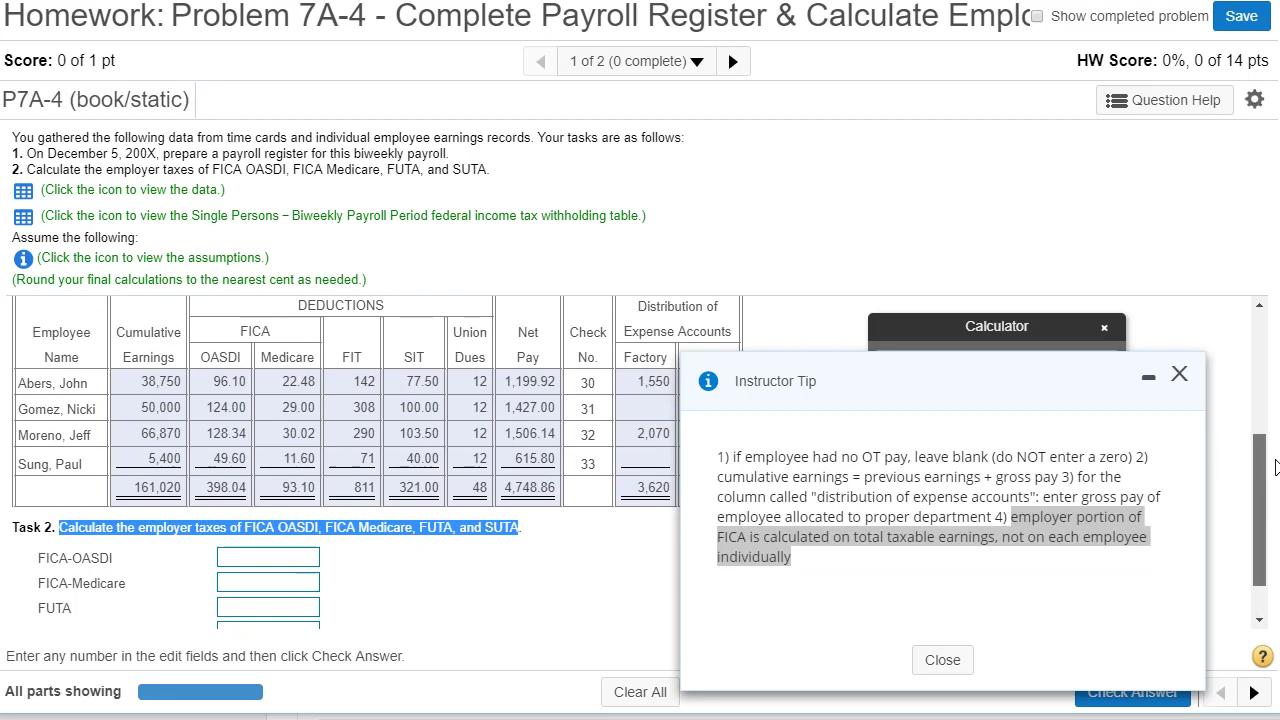 Homework: Problem 7A-4 - Complete Payroll Register & Calculate Emplo
Show completed problem
Save
Score: 0 of 1 pt
1 of 2 (0 complete)
HW Score: 0%, 0 of 14 pts
P7A-4 (book/static)
Question Help
You gathered the following data from time cards and individual employee earnings records. Your tasks are as follows:
1. On December 5, 200X, prepare a payroll register for this biweekly payroll.
2. Calculate the employer taxes of FICA OASDI, FICA Medicare, FUTA, and SUTA.
(Click the icon to view the data.)
(Click the icon to view the Single Persons – Biweekly Payroll Period federal income tax withholding table.)
Assume the following:
(Click the icon to view the assumptions.)
(Round your final calculations to the nearest cent as needed.)
DEDUCTIONS Distribution of
Employee Cumulative FICA Union Net Check Expense Accounts
Name Earnings OASDI Medicare FIT SIT Dues Pay No. Factory
Abers, John 38,750 96.10 22.48 142 77.50 12 1,199.92 30 1,550
Gomez, Nicki 50,000 124.00 29.00 308 100.00 12 1,427.00 31
Moreno, Jeff 66,870 128.34 30.02 290 103.50 12 1,506.14 32 2,070
Sung, Paul 5,400 49.60 11.60 71 40.00 12 615.80 33
161,020 398.04 93.10 811 321.00 48 4,748.86 3,620
Calculator ×
Instructor Tip
1) if employee had no OT pay, leave blank (do NOT enter a zero) 2)
cumulative earnings = previous earnings + gross pay 3) for the
column called "distribution of expense accounts": enter gross pay of
employee allocated to proper department 4) employer portion of
FICA is calculated on total taxable earnings, not on each employee
individually
Close
Task 2. Calculate the employer taxes of FICA OASDI, FICA Medicare, FUTA, and SUTA.
FICA-OASDI
FICA-Medicare
FUTA
Enter any number in the edit fields and then click Check Answer.
?
All parts showing
Clear All
Check Answer